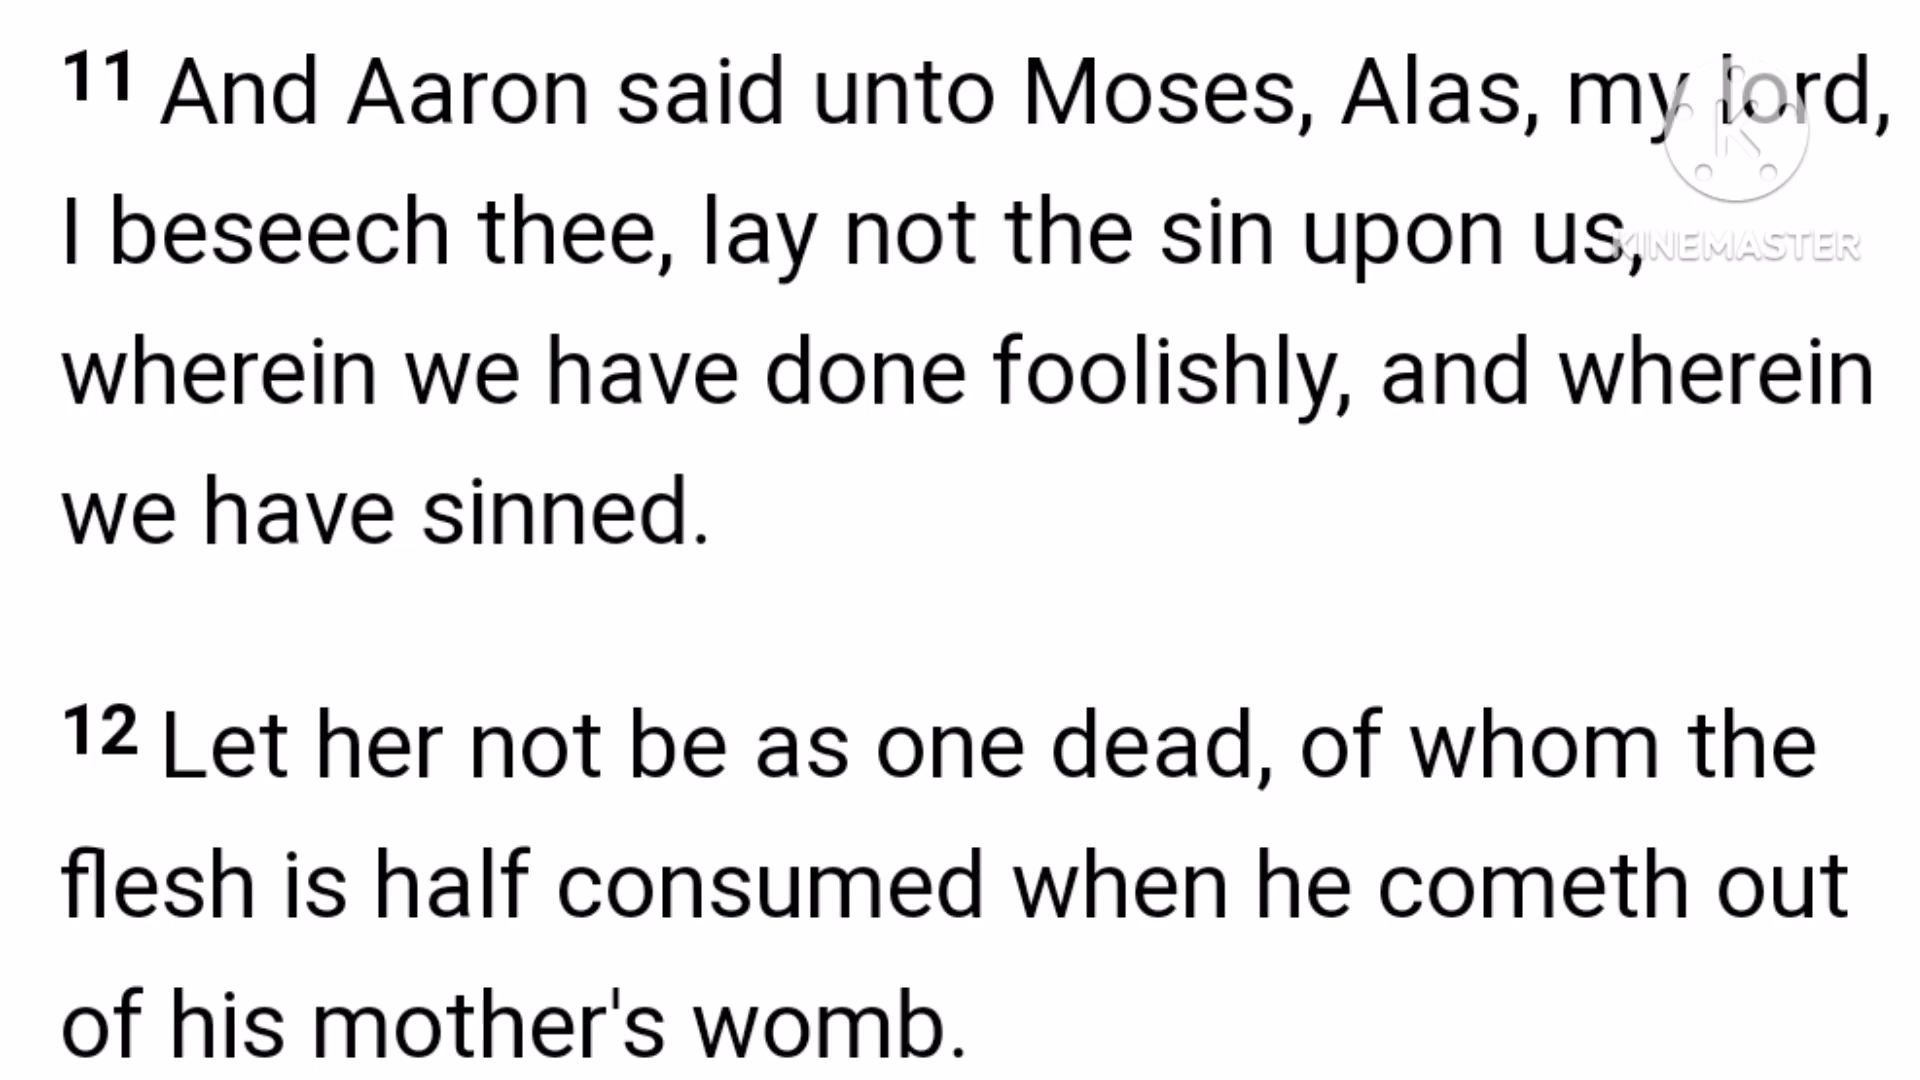 11 And Aaron said unto Moses, Alas, my lord,
I beseech thee, lay not the sin upon us,
wherein we have done foolishly, and wherein
we have sinned.
12 Let her not be as one dead, of whom the
flesh is half consumed when he cometh out
of his mother's womb.
K
KINEMASTER